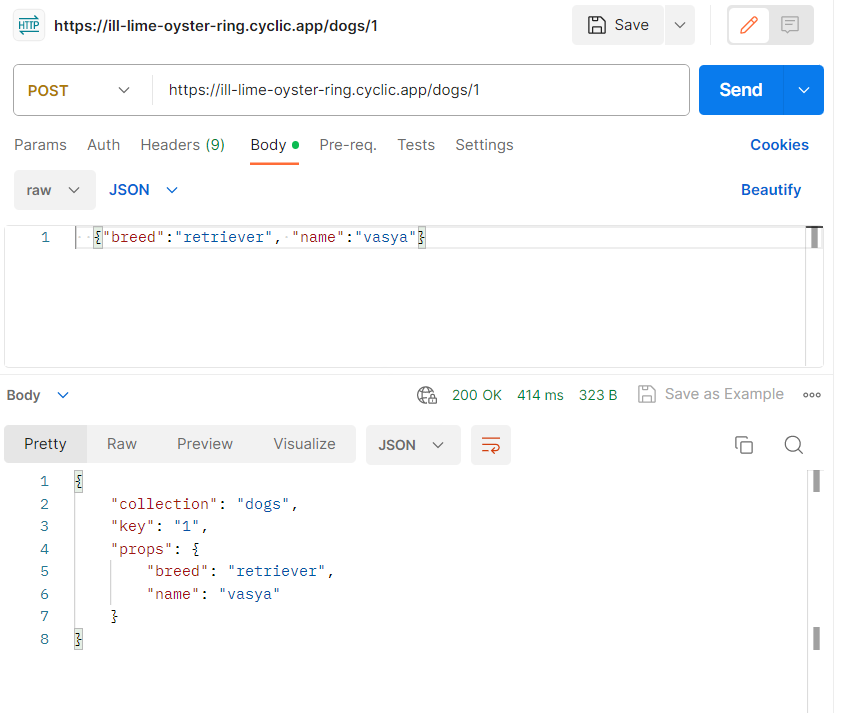 HTTP https://ill-lime-oyster-ring.cyclic.app/dogs/1 Save
POST https://ill-lime-oyster-ring.cyclic.app/dogs/1 Send
Params Auth Headers (9) Body Pre-req. Tests Settings Cookies
raw JSON Beautify
1 {"breed":"retriever", "name":"vasya"}
Body 200 OK 414 ms 323 B Save as Example
Pretty Raw Preview Visualize JSON
1 {
2 "collection": "dogs",
3 "key": "1",
4 "props": {
5 "breed": "retriever",
6 "name": "vasya"
7 }
8 }